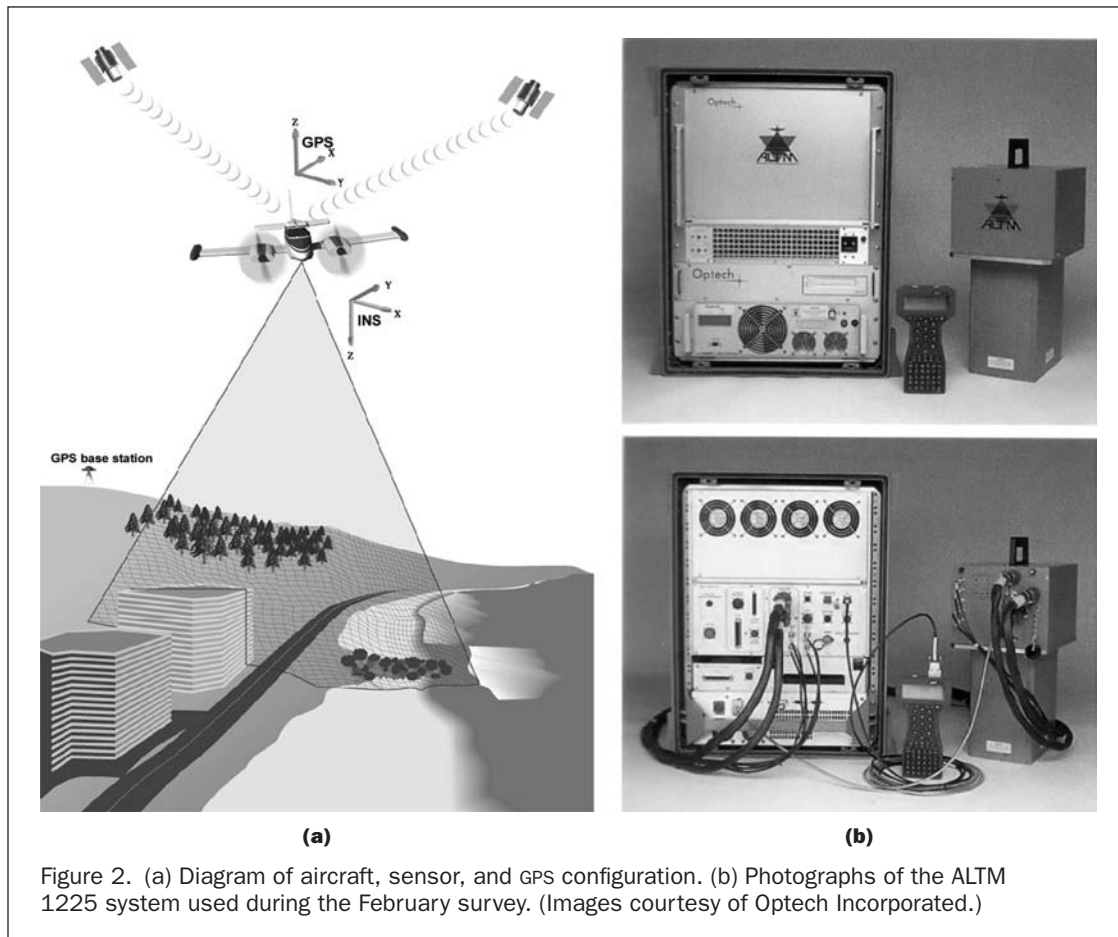 Z
GPS
X
Y
Y
X
INS
Z
GPS base station
Optech
ALTM
Optech
ALTM
(a)
(b)
Figure 2. (a) Diagram of aircraft, sensor, and GPS configuration. (b) Photographs of the ALTM
1225 system used during the February survey. (Images courtesy of Optech Incorporated.)